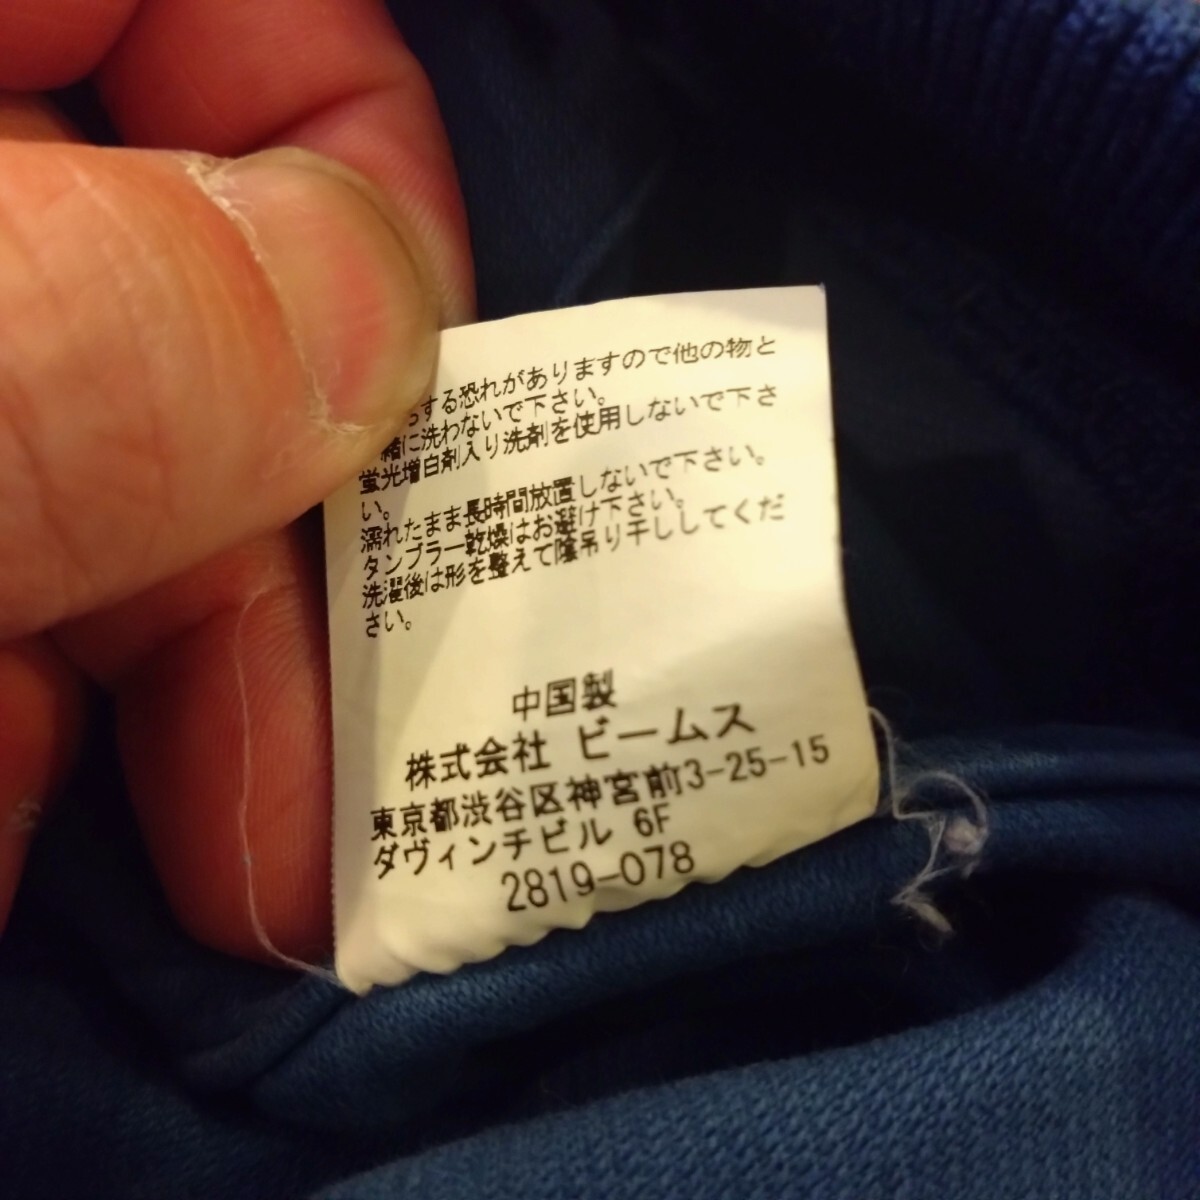 する恐れがありますので他の物と
緒に洗わないで下さい。
蛍光増白剤入り洗剤を使用しないで下さ
い。
濡れたまま長時間放置しないで下さい。
タンブラー乾燥はお避け下さい。
洗濯後は形を整えて陰吊り干ししてくだ
さい。
中国製
株式会社 ビームス
東京都渋谷区神宮前3-25-15
ダヴィンチビル 6F
2819-078